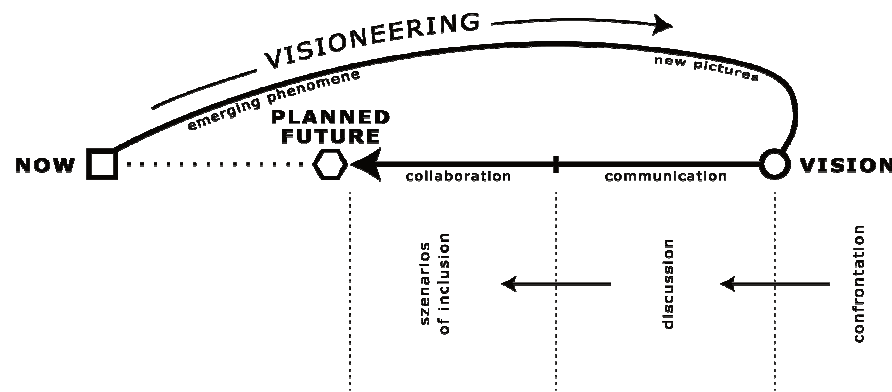 VISIONEERING
emerging phenomene
new pictures
PLANNED
FUTURE
NOW
VISION
collaboration
communication
szenarios
of inclusion
discussion
confrontation